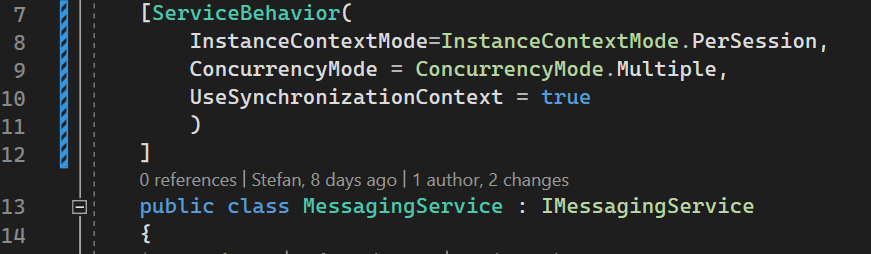 7 [ServiceBehavior(
8 InstanceContextMode=InstanceContextMode.PerSession,
9 ConcurrencyMode = ConcurrencyMode.Multiple,
10 UseSynchronizationContext = true
11 )
12 ]
0 references | Stefan, 8 days ago | 1 author, 2 changes
13 public class MessagingService : IMessagingService
14 {